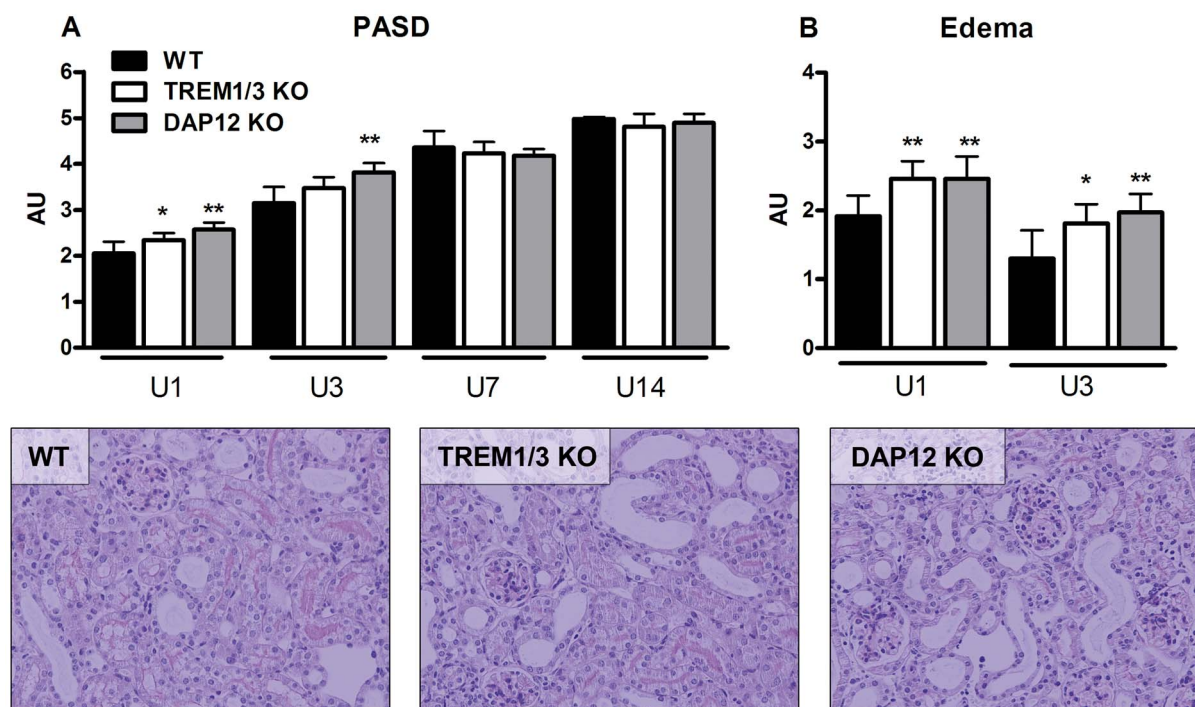 A
PASD
WT
TREM1/3 KO
DAP12 KO
AU
6
5
4
3
2
1
0
*
**
**
U1
U3
U7
U14
B
Edema
AU
4
3
2
1
0
**
**
*
**
U1
U3
WT
TREM1/3 KO
DAP12 KO